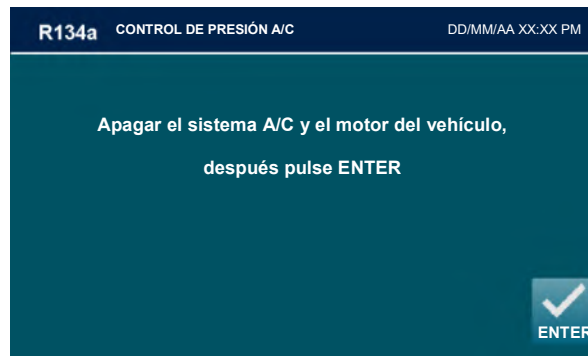 R134a CONTROL DE PRESIÓN A/C DD/MM/AA XX:XX PM
Apagar el sistema A/C y el motor del vehículo,
después pulse ENTER
ENTER